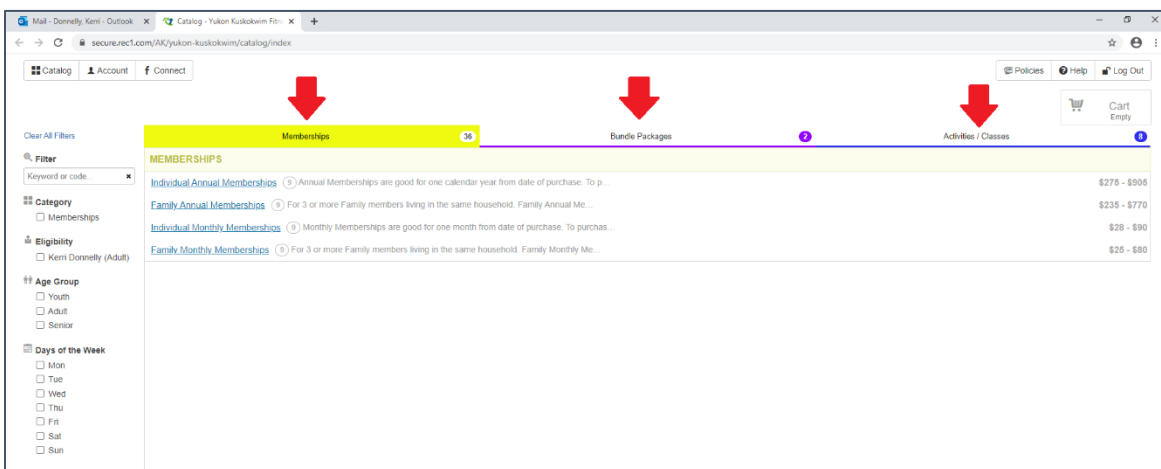 Mail - Donnelly, Kerri - Outlook
Catalog - Yukon Kuskokwim Fitn
secure.rec1.com/AK/yukon-kuskokwim/catalog/index
Catalog Account Connect
Policies Help Log Out
Cart
Empty
Clear All Filters
Memberships 36 Bundle Packages 2 Activities / Classes 8
Filter
Keyword or code...
Category
Memberships
Eligibility
Kerri Donnelly (Adult)
Age Group
Youth
Adult
Senior
Days of the Week
Mon
Tue
Wed
Thu
Fri
Sat
Sun
MEMBERSHIPS
Individual Annual Memberships 9 Annual Memberships are good for one calendar year from date of purchase. To p... $275 - $905
Family Annual Memberships 9 For 3 or more Family members living in the same household. Family Annual Me... $235 - $770
Individual Monthly Memberships 9 Monthly Memberships are good for one month from date of purchase. To purchas... $28 - $90
Family Monthly Memberships 9 For 3 or more Family members living in the same household. Family Monthly Me... $25 - $80